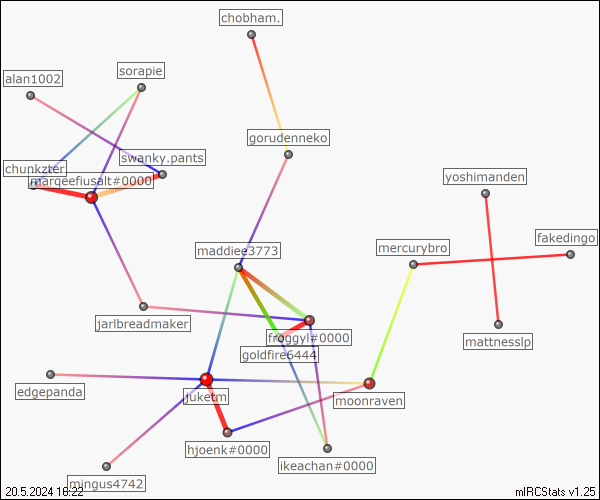 chobham.
sorapie
alan1002
gorudenneko
swanky.pants
chunkzter
marqeefiusalt#0000
yoshimanden
fakedingo
mercurybro
maddiee3773
jarlbreadmaker
froggyl#0000
mattnesslp
goldfire6444
edgepanda
juketm
moonraven
hjoenk#0000
ikeachan#0000
mingus4742
20.5.2024 16:22
mIRCStats v1.25